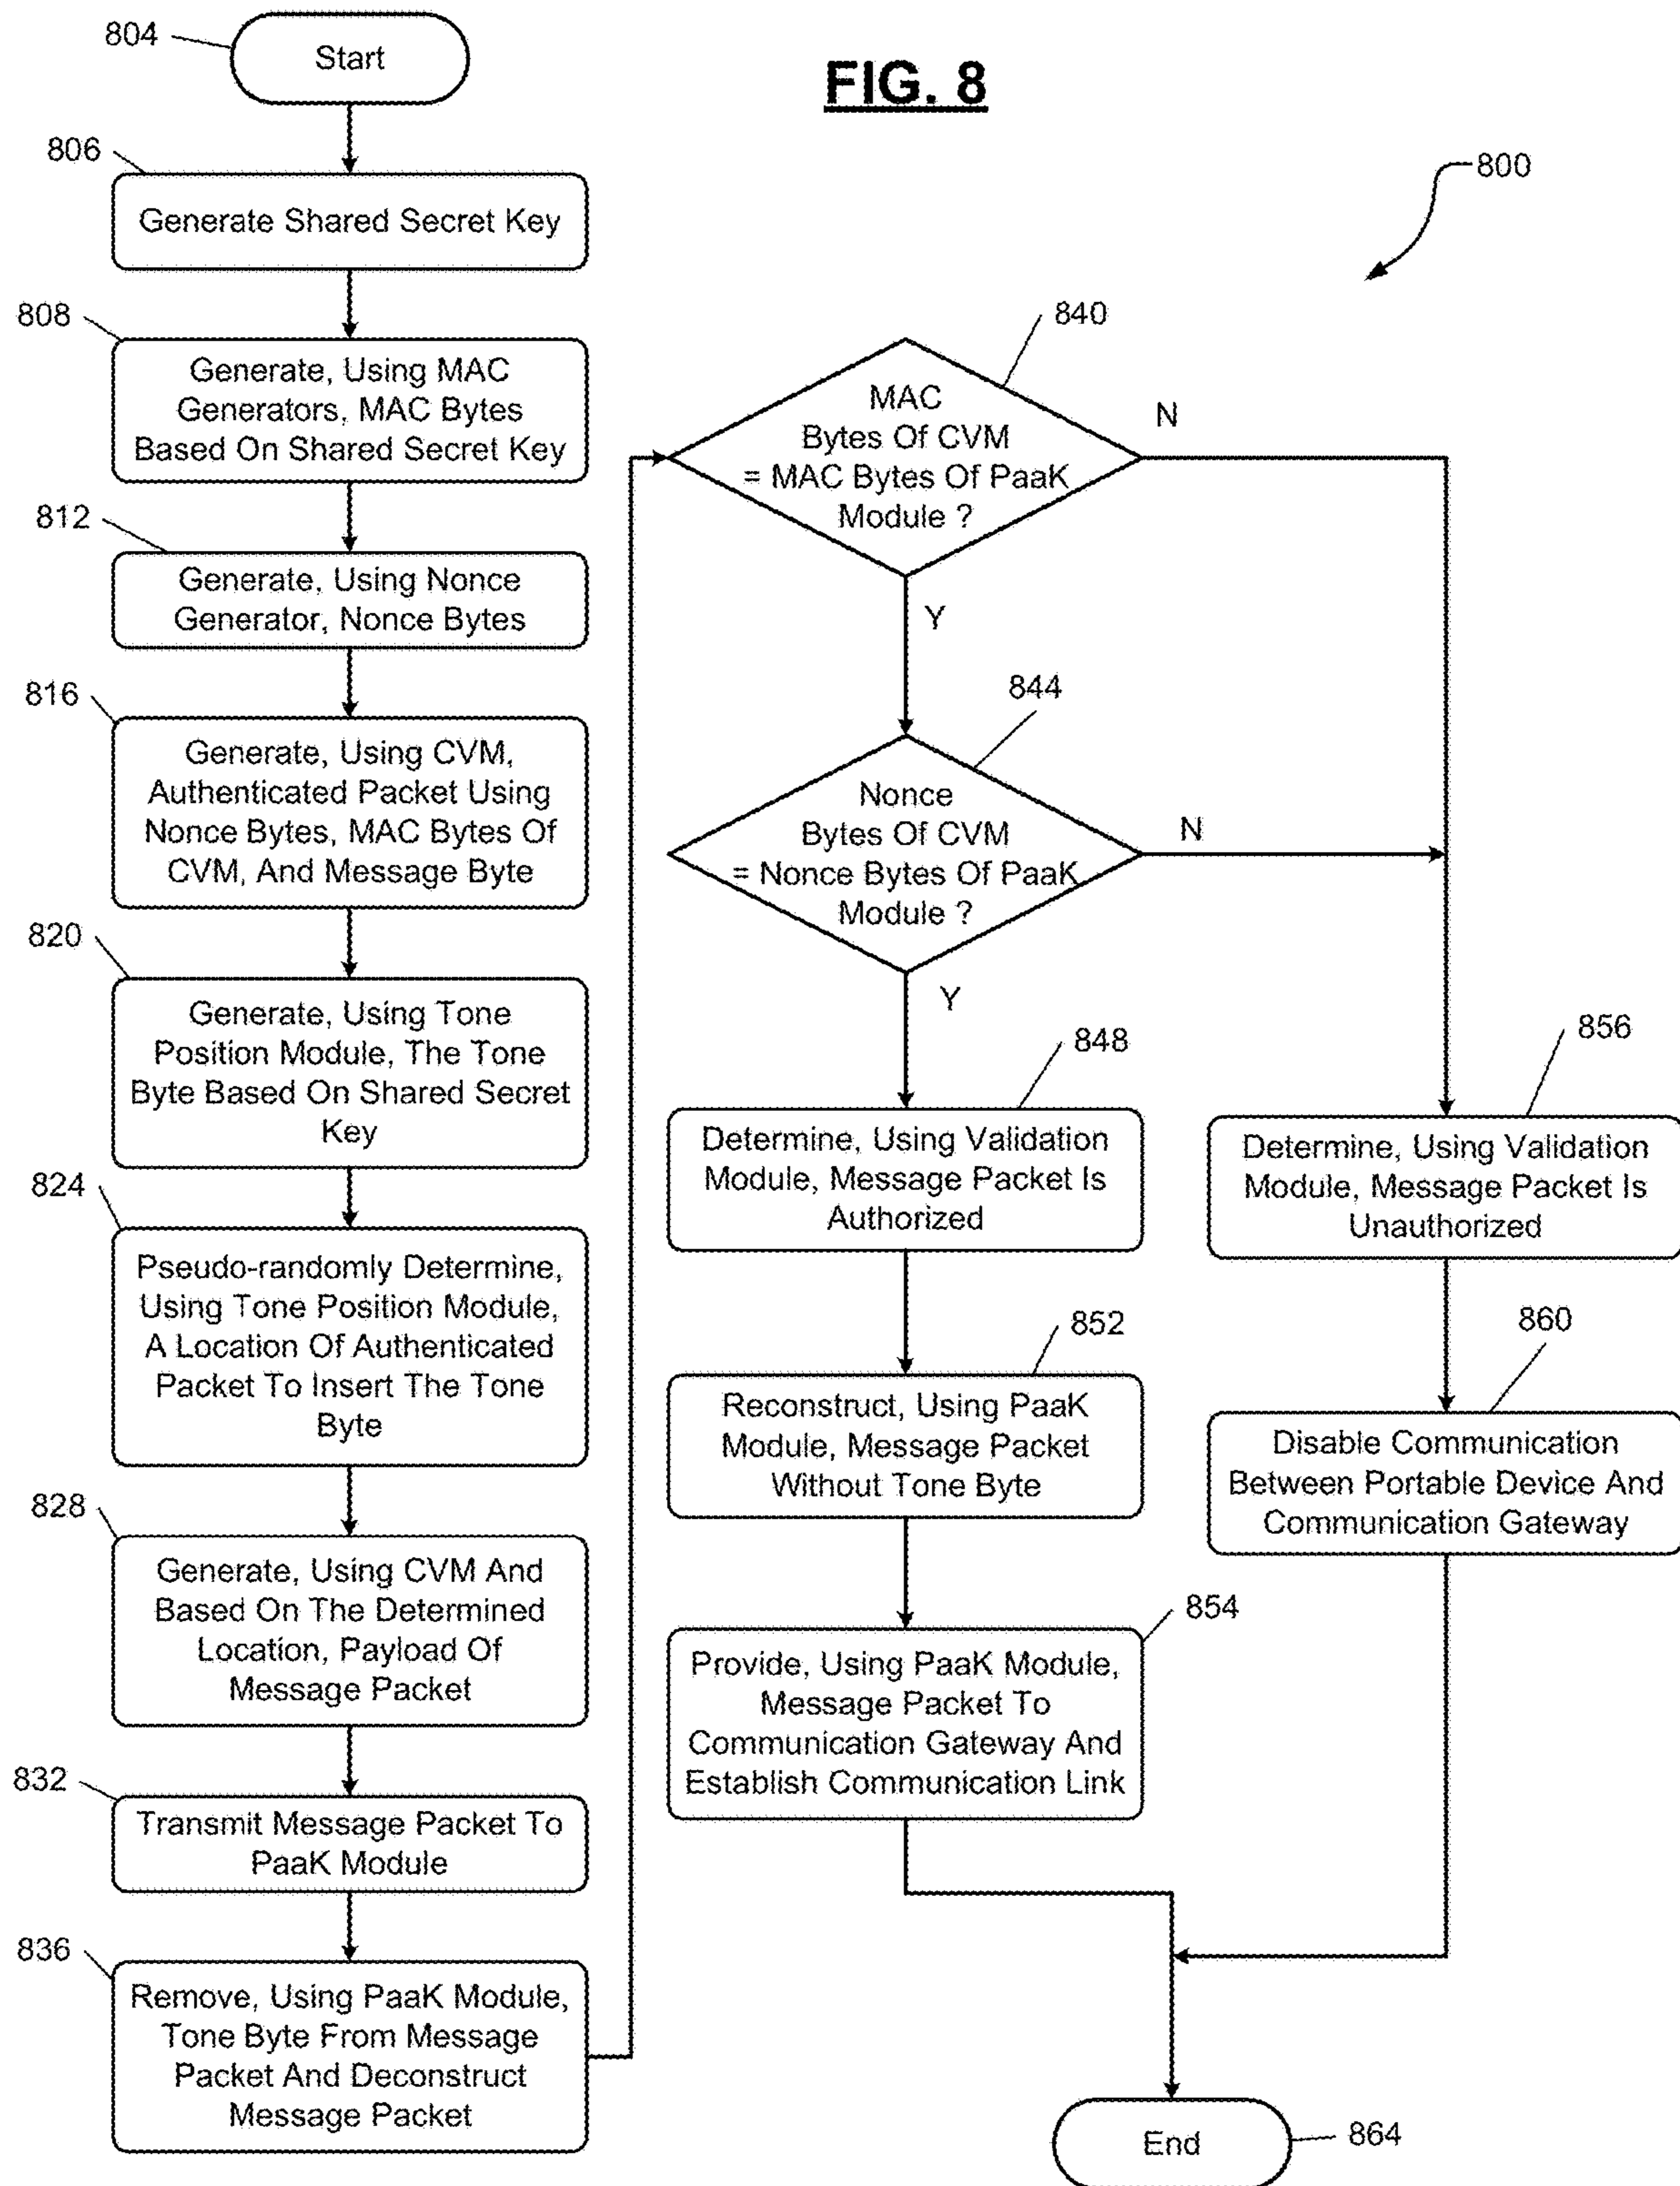 FIG. 8
800
804
Start
806
Generate Shared Secret Key
808
Generate, Using MAC
Generators, MAC Bytes
Based On Shared Secret Key
812
Generate, Using Nonce
Generator, Nonce Bytes
816
Generate, Using CVM,
Authenticated Packet Using
Nonce Bytes, MAC Bytes Of
CVM, And Message Byte
820
Generate, Using Tone
Position Module, The Tone
Byte Based On Shared Secret
Key
824
Pseudo-randomly Determine,
Using Tone Position Module,
A Location Of Authenticated
Packet To Insert The Tone
Byte
828
Generate, Using CVM And
Based On The Determined
Location, Payload Of
Message Packet
832
Transmit Message Packet To
PaaK Module
836
Remove, Using PaaK Module,
Tone Byte From Message
Packet And Deconstruct
Message Packet
840
MAC
Bytes Of CVM
= MAC Bytes Of PaaK
Module ?
N
Y
844
Nonce
Bytes Of CVM
= Nonce Bytes Of PaaK
Module ?
N
Y
848
Determine, Using Validation
Module, Message Packet Is
Authorized
852
Reconstruct, Using PaaK
Module, Message Packet
Without Tone Byte
854
Provide, Using PaaK Module,
Message Packet To
Communication Gateway And
Establish Communication Link
856
Determine, Using Validation
Module, Message Packet Is
Unauthorized
860
Disable Communication
Between Portable Device And
Communication Gateway
End
864